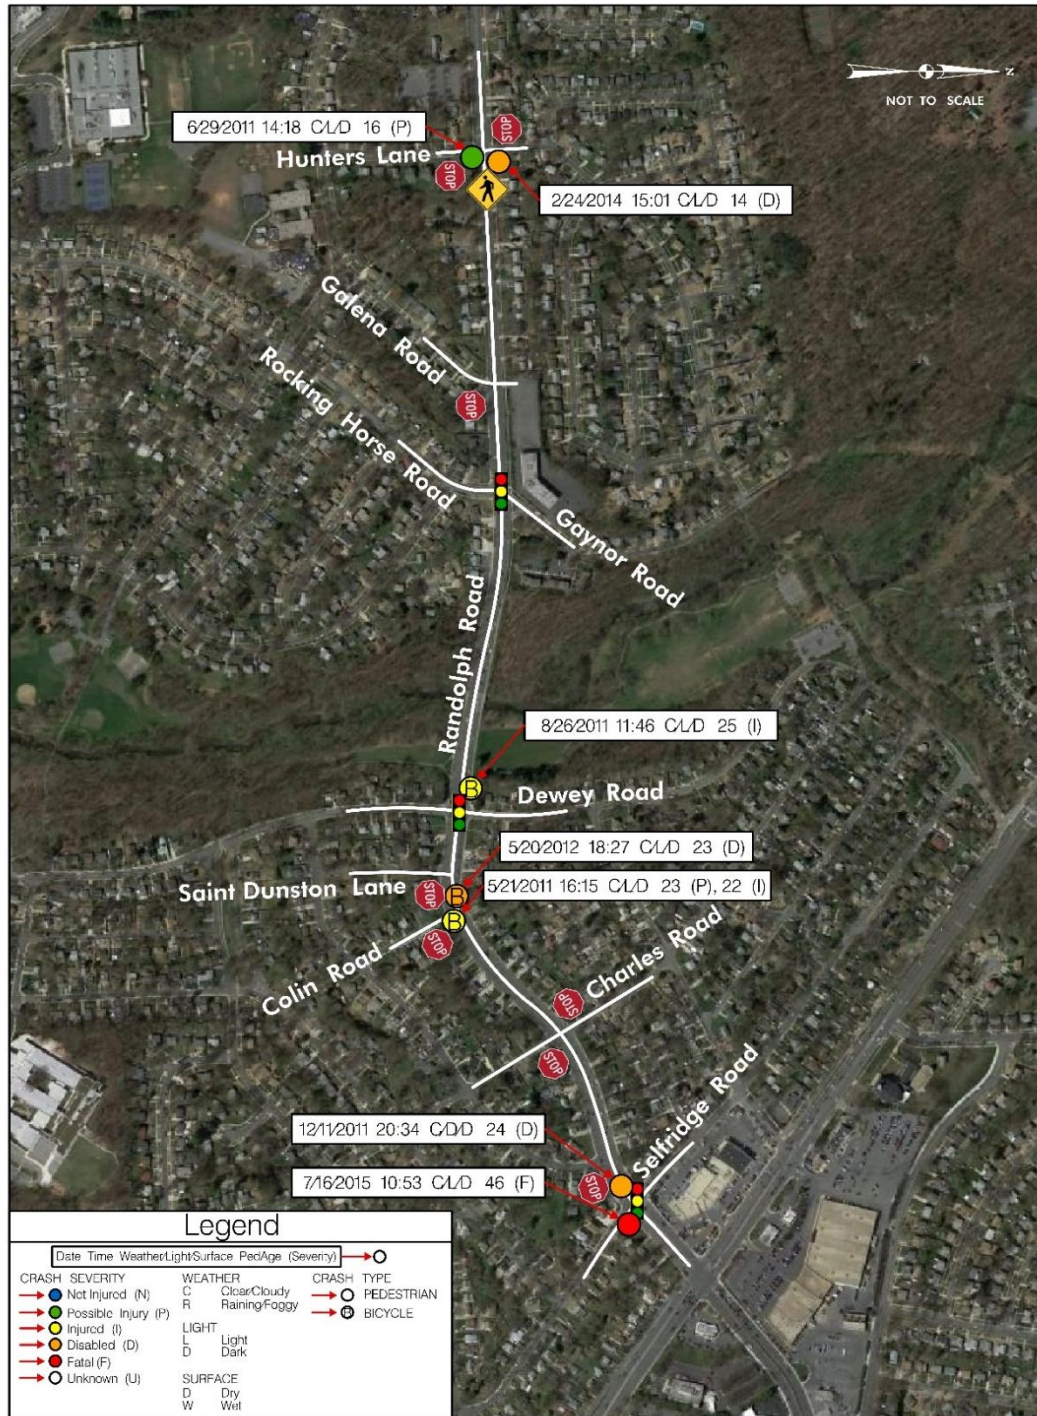 N
NOT TO SCALE
STOP
6/29/2011 14:18 C/L/D 16 (P)
Hunters Lane
STOP
2/24/2014 15:01 C/L/D 14 (D)
Galena Road
Rocking Horse Road
STOP
Gaynor Road
Randolph Road
8/26/2011 11:46 C/L/D 25 (I)
B
Dewey Road
5/20/2012 18:27 C/L/D 23 (D)
Saint Dunston Lane
STOP
B
5/21/2011 16:15 C/L/D 23 (P), 22 (I)
B
STOP
Colin Road
Charles Road
STOP
STOP
Selfridge Road
12/11/2011 20:34 C/D/D 24 (D)
7/16/2015 10:53 C/L/D 46 (F)
STOP
Legend
Date Time Weather/Light/Surface PedAge (Severity)
CRASH SEVERITY
Not Injured (N)
Possible Injury (P)
Injured (I)
Disabled (D)
Fatal (F)
Unknown (U)
WEATHER
C Clear/Cloudy
R Raining/Foggy
LIGHT
L Light
D Dark
SURFACE
D Dry
W Wet
CRASH TYPE
PEDESTRIAN
B BICYCLE